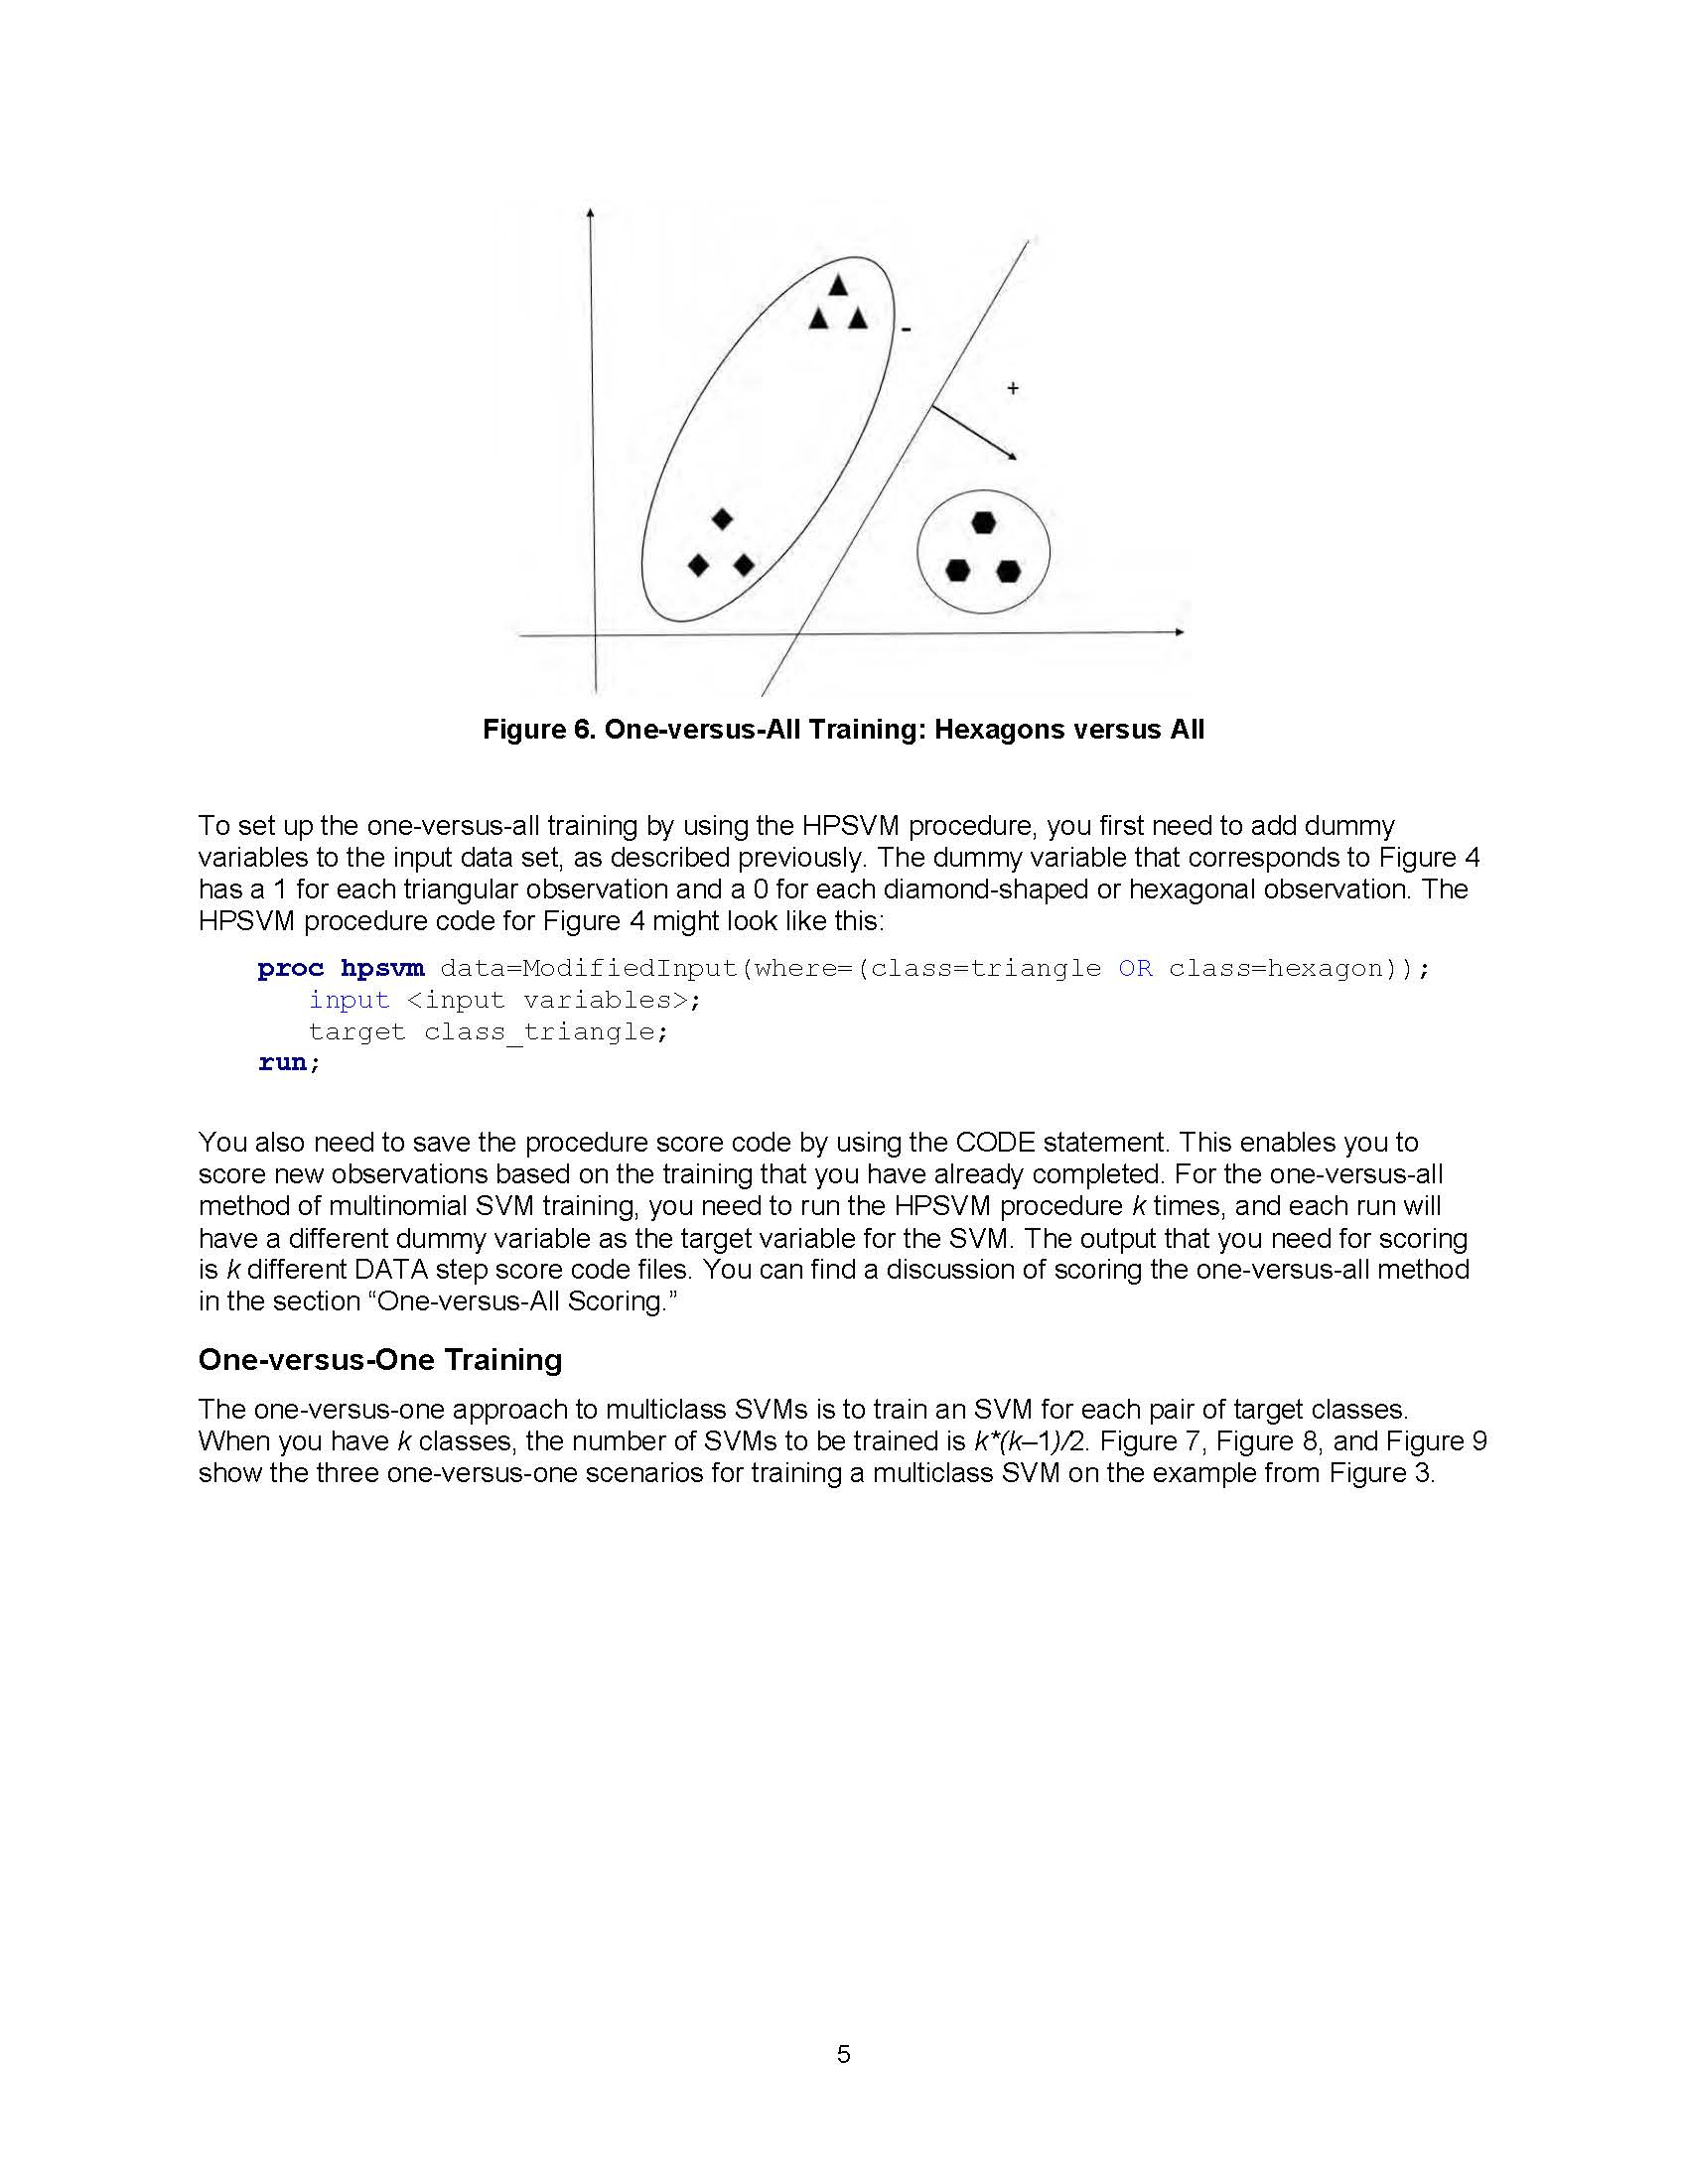 -
+
Figure 6. One-versus-All Training: Hexagons versus All
To set up the one-versus-all training by using the HPSVM procedure, you first need to add dummy
variables to the input data set, as described previously. The dummy variable that corresponds to Figure 4
has a 1 for each triangular observation and a 0 for each diamond-shaped or hexagonal observation. The
HPSVM procedure code for Figure 4 might look like this:
proc hpsvm data=ModifiedInput(where=(class=triangle OR class=hexagon));
input <input variables>;
target class_triangle;
run;
You also need to save the procedure score code by using the CODE statement. This enables you to
score new observations based on the training that you have already completed. For the one-versus-all
method of multinomial SVM training, you need to run the HPSVM procedure k times, and each run will
have a different dummy variable as the target variable for the SVM. The output that you need for scoring
is k different DATA step score code files. You can find a discussion of scoring the one-versus-all method
in the section “One-versus-All Scoring.”
One-versus-One Training
The one-versus-one approach to multiclass SVMs is to train an SVM for each pair of target classes.
When you have k classes, the number of SVMs to be trained is k*(k–1)/2. Figure 7, Figure 8, and Figure 9
show the three one-versus-one scenarios for training a multiclass SVM on the example from Figure 3.
5